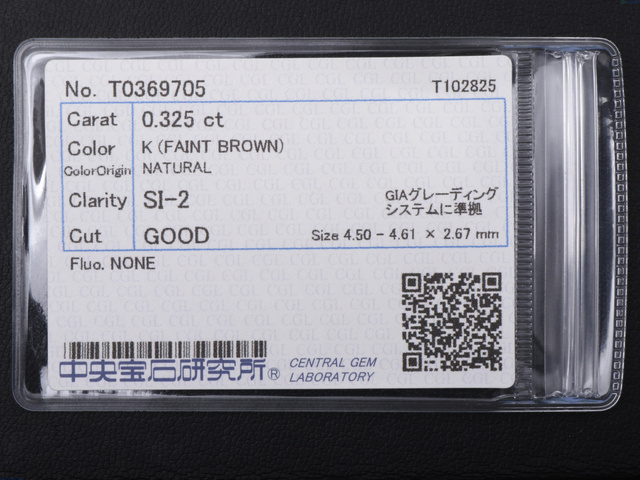 No. T0369705 T102825
Carat 0.325 ct
Color K (FAINT BROWN)
ColorOrigin NATURAL
Clarity SI-2
GIAグレーディング
システムに準拠
Cut GOOD Size 4.50 - 4.61 × 2.67 mm
Fluo. NONE
中央宝石研究所® CENTRAL GEM
LABORATORY